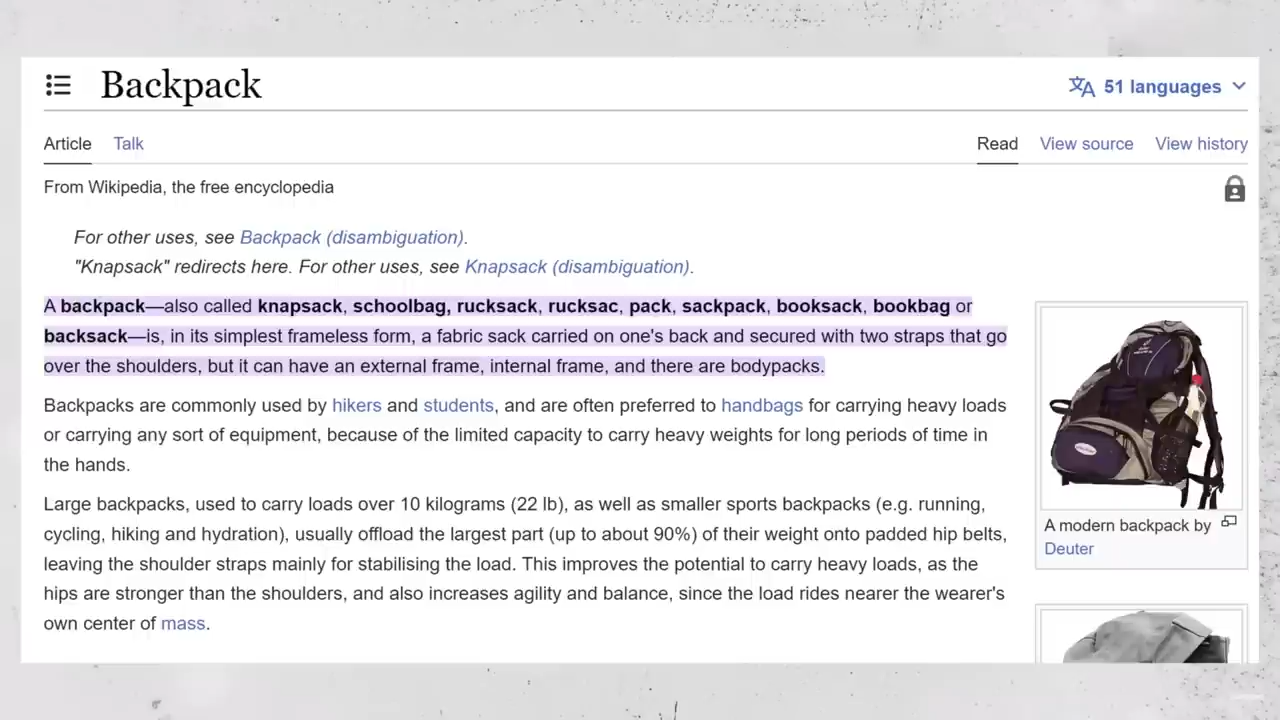 Backpack
51 languages
Article Talk
Read View source View history
From Wikipedia, the free encyclopedia
For other uses, see Backpack (disambiguation).
"Knapsack" redirects here. For other uses, see Knapsack (disambiguation).
A backpack—also called knapsack, schoolbag, rucksack, rucksac, pack, sackpack, booksack, bookbag or
backsack—is, in its simplest frameless form, a fabric sack carried on one's back and secured with two straps that go
over the shoulders, but it can have an external frame, internal frame, and there are bodypacks.
Backpacks are commonly used by hikers and students, and are often preferred to handbags for carrying heavy loads
or carrying any sort of equipment, because of the limited capacity to carry heavy weights for long periods of time in
the hands.
Large backpacks, used to carry loads over 10 kilograms (22 lb), as well as smaller sports backpacks (e.g. running,
cycling, hiking and hydration), usually offload the largest part (up to about 90%) of their weight onto padded hip belts,
leaving the shoulder straps mainly for stabilising the load. This improves the potential to carry heavy loads, as the
hips are stronger than the shoulders, and also increases agility and balance, since the load rides nearer the wearer's
own center of mass.
A modern backpack by
Deuter